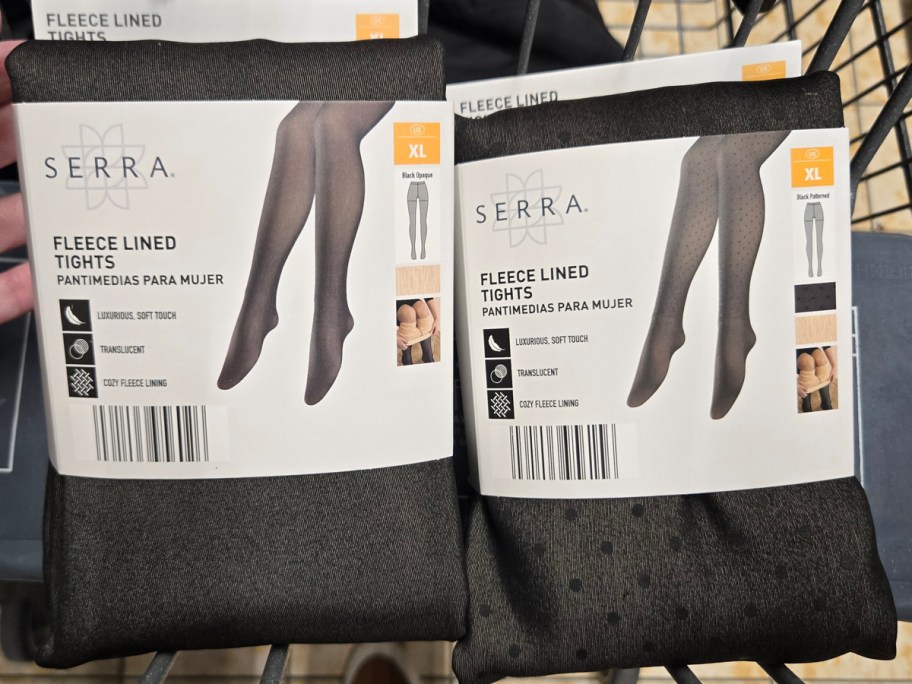 FLEECE LINED
TIGHTS
SERRA®
XL
Black Opaque
FLEECE LINED
TIGHTS
PANTIMEDIAS PARA MUJER
LUXURIOUS, SOFT TOUCH
TRANSLUCENT
COZY FLEECE LINING
FLEECE LINED
SERRA®
XL
Black Patterned
FLEECE LINED
TIGHTS
PANTIMEDIAS PARA MUJER
LUXURIOUS, SOFT TOUCH
TRANSLUCENT
COZY FLEECE LINING